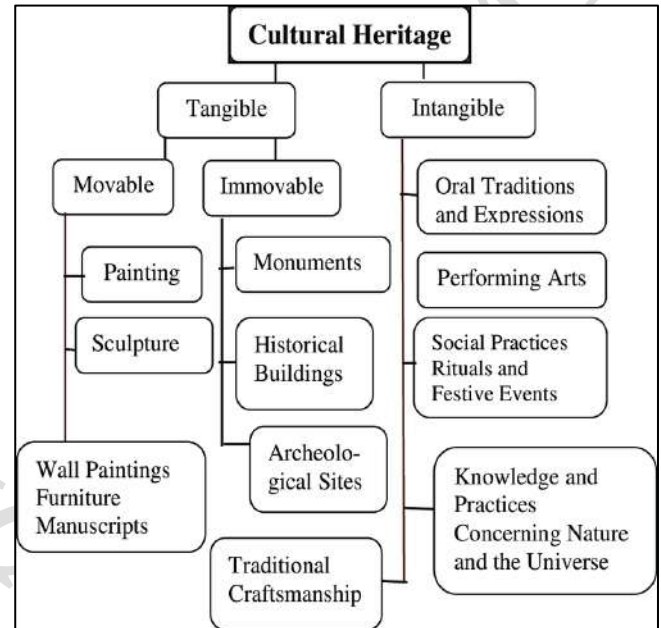 Cultural Heritage
Tangible
Intangible
Movable
Immovable
Oral Traditions
and Expressions
Painting
Monuments
Performing Arts
Sculpture
Historical
Buildings
Social Practices
Rituals and
Festive Events
Wall Paintings
Furniture
Manuscripts
Archeolo-
gical Sites
Knowledge and
Practices
Concerning Nature
and the Universe
Traditional
Craftsmanship